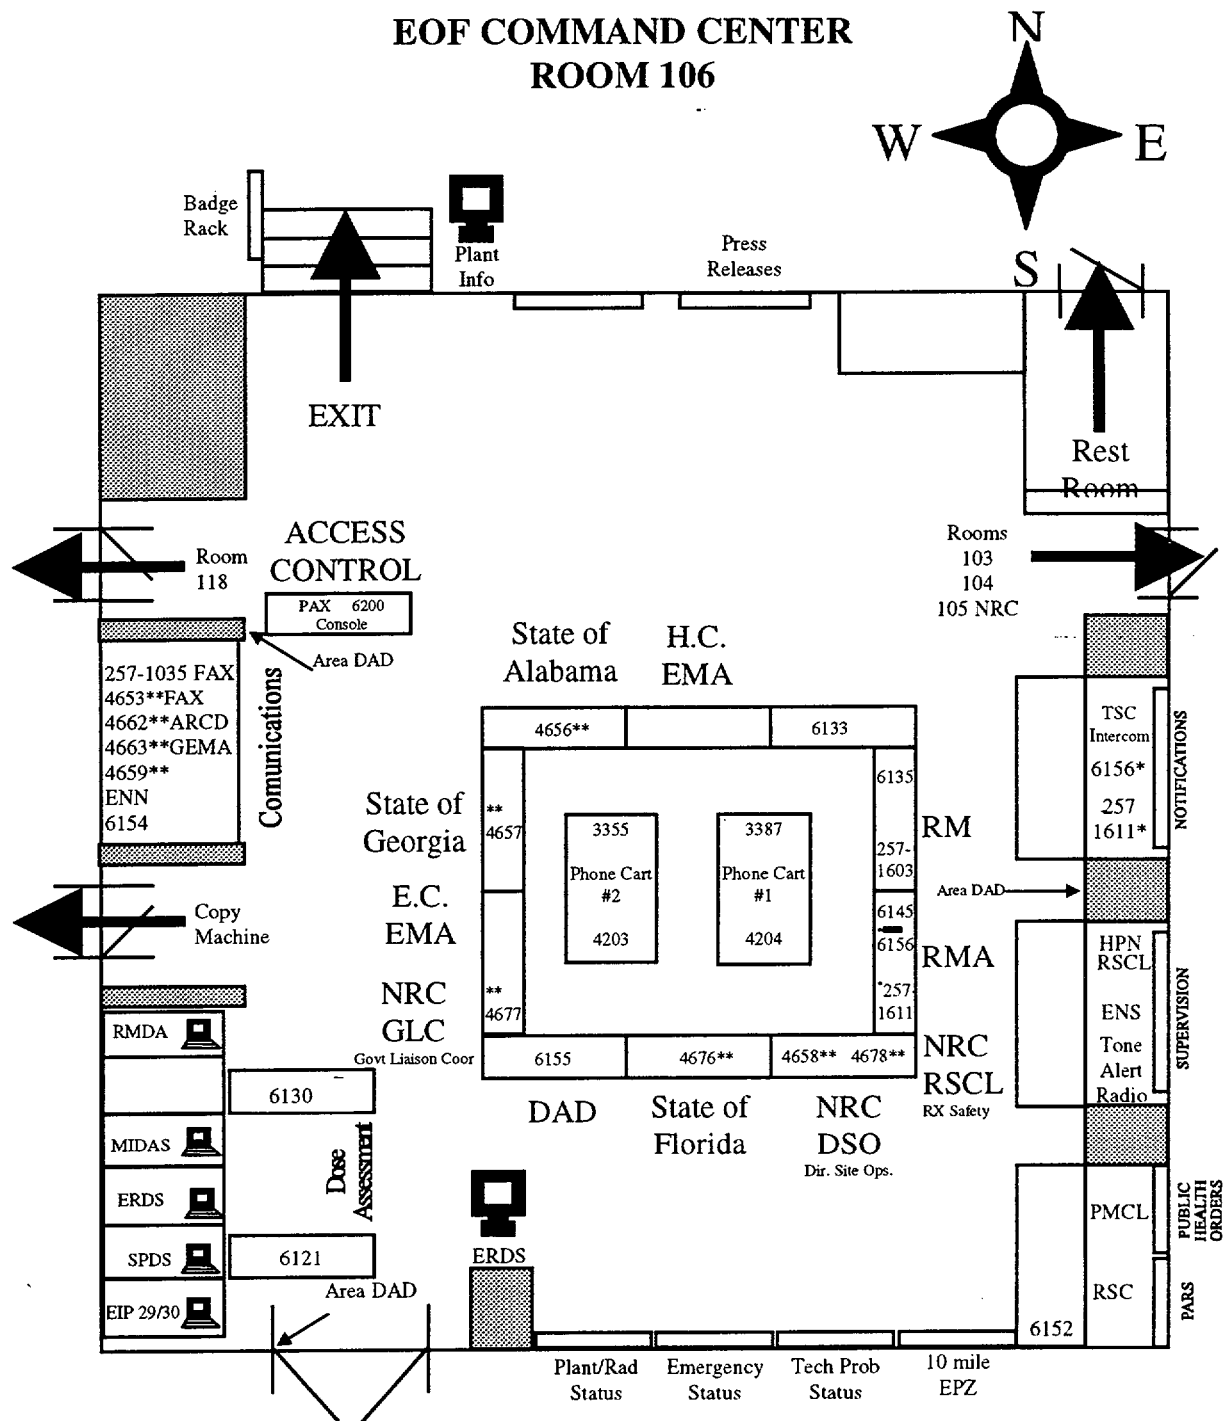 EOF COMMAND CENTER
ROOM 106
N
W
E
S
Badge
Rack
Plant
Info
Press
Releases
EXIT
Rest
Room
Room
118
ACCESS
CONTROL
PAX 6200
Console
Area DAD
Rooms
103
104
105 NRC
257-1035 FAX
4653**FAX
4662**ARCD
4663**GEMA
4659**
ENN
6154
Comunications
State of
Alabama
H.C.
EMA
4656**
6133
State of
Georgia
**
4657
3355
Phone Cart
#2
4203
3387
Phone Cart
#1
4204
6135
257-
1603
RM
TSC
Intercom
6156*
257
1611*
NOTIFICATIONS
Area DAD
Copy
Machine
E.C.
EMA
6145
*
6156
RMA
*257-
1611
HPN
RSCL
ENS
Tone
Alert
Radio
SUPERVISION
NRC
GLC
Govt Liaison Coor
**
4677
6155
4676**
4658** 4678**
NRC
RSCL
RX Safety
DAD
State of
Florida
NRC
DSO
Dir. Site Ops.
RMDA
6130
MIDAS
Dose
Assessment
ERDS
SPDS
6121
EIP 29/30
Area DAD
ERDS
PMCL
PUBLIC
HEALTH
ORDERS
RSC
PARS
6152
Plant/Rad
Status
Emergency
Status
Tech Prob
Status
10 mile
EPZ